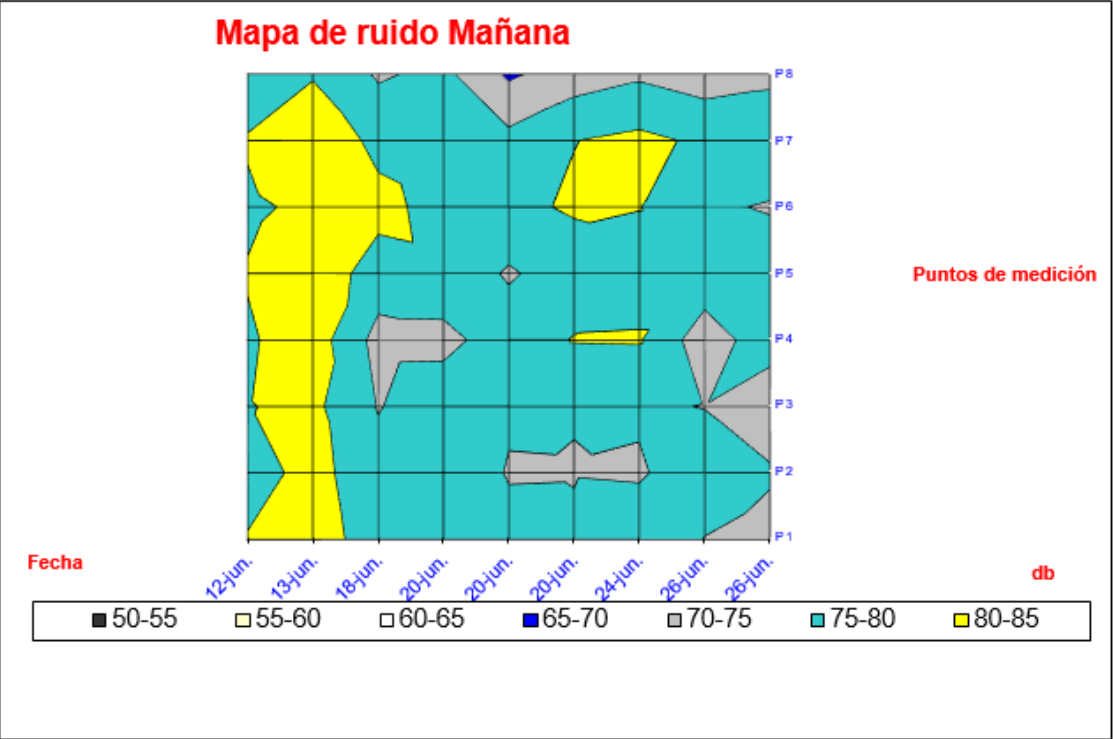 Mapa de ruido Mañana
P8
P7
P6
P5
Puntos de medición
P4
P3
P2
P1
Fecha
12-jun. 13-jun. 18-jun. 20-jun. 20-jun. 20-jun. 24-jun. 26-jun. 26-jun.
db
50-55 55-60 60-65 65-70 70-75 75-80 80-85